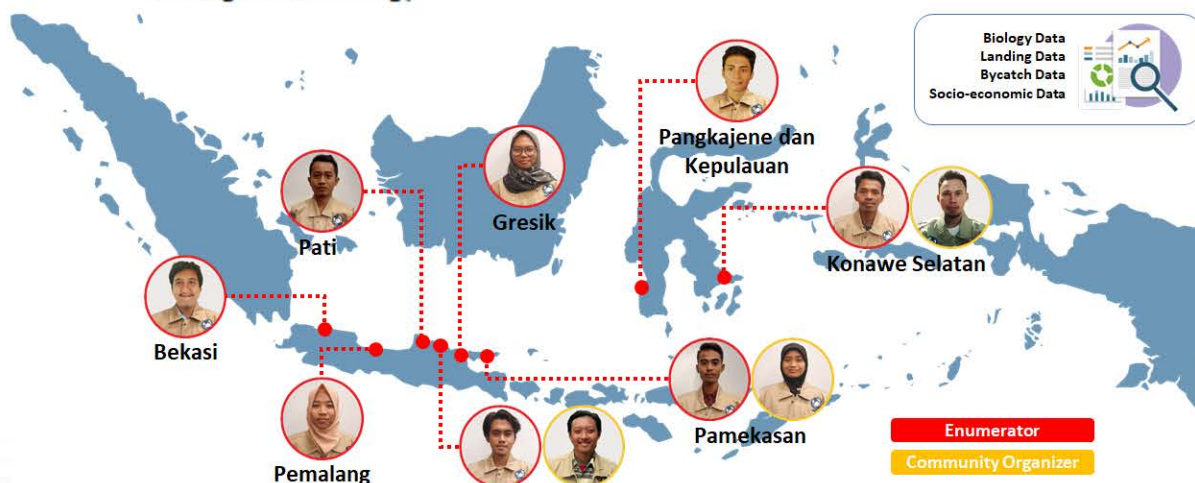 Biology Data
Landing Data
Bycatch Data
Socio-economic Data
Pangkajene dan
Kepulauan
Gresik
Pati
Konawe Selatan
Bekasi
Pamekasan
Pemalang
Enumerator
Community Organizer